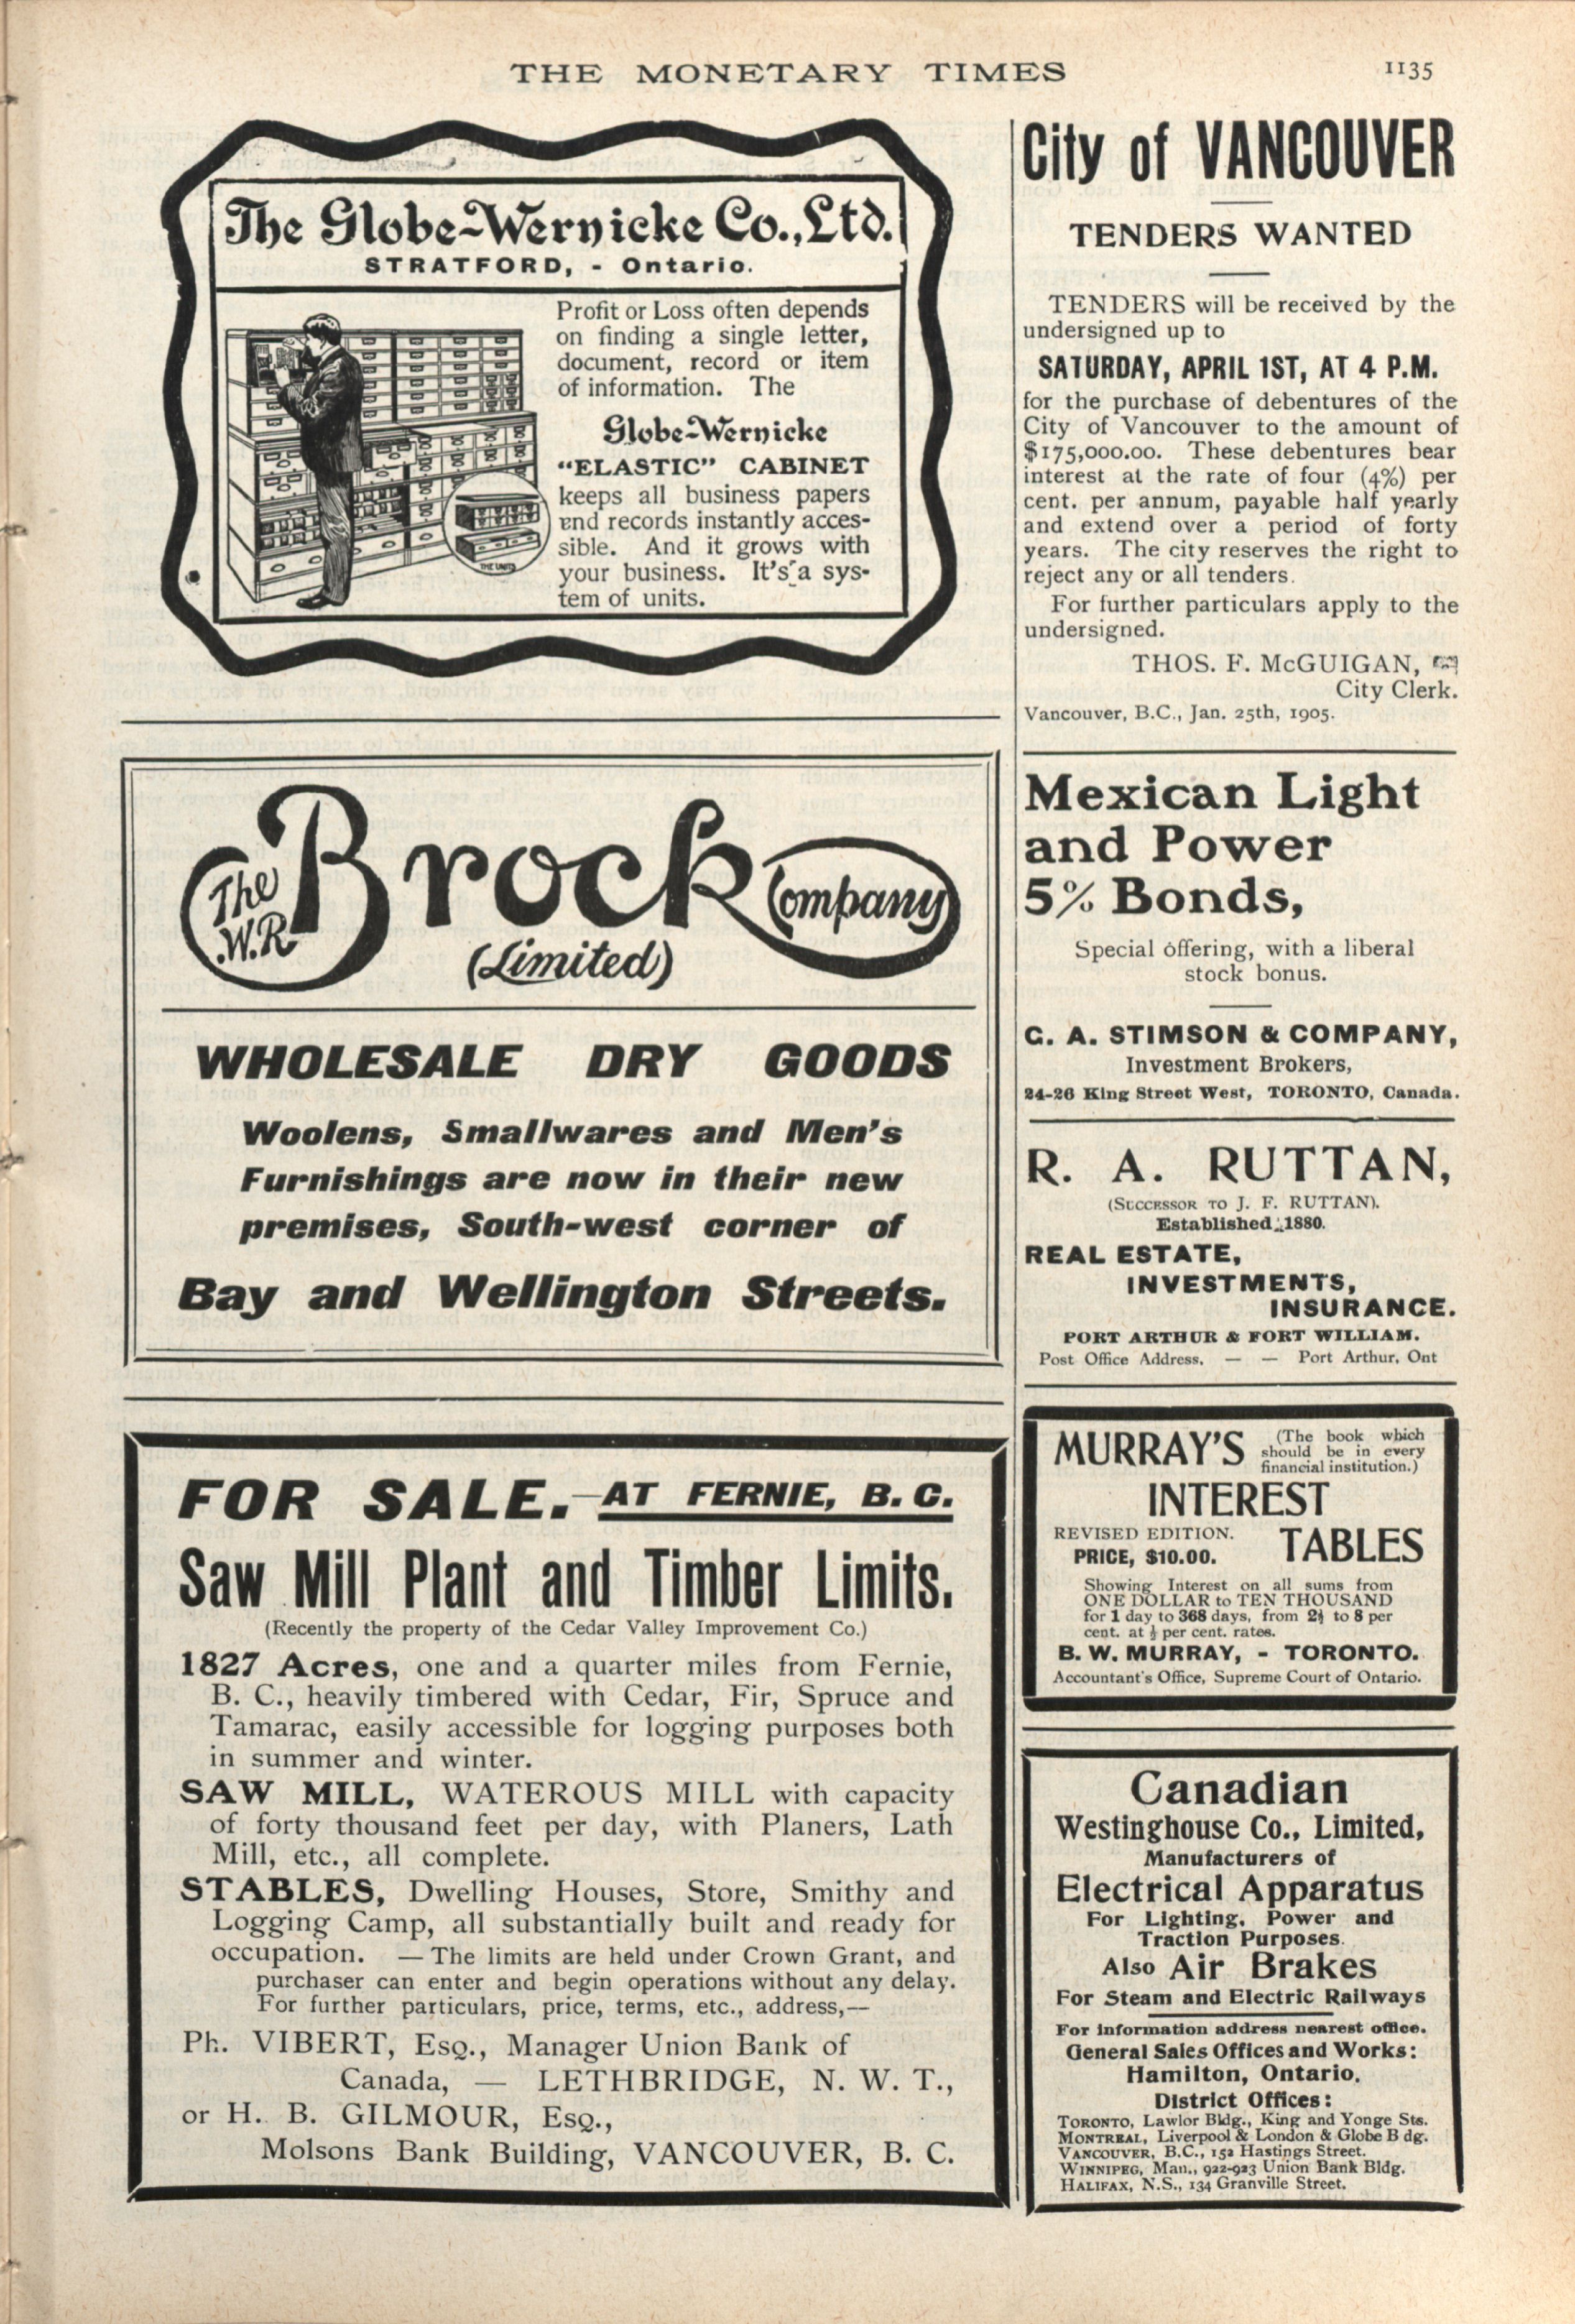 THE MONETARY TIMES
1135
The Globe-Wernicke Co., Ltd.
STRATFORD, - Ontario.
Profit or Loss often depends
on finding a single letter,
document, record or item
of information. The
Globe-Wernicke
"ELASTIC" CABINET
keeps all business papers
end records instantly acces-
sible. And it grows with
your business. It's a sys-
tem of units.
THE UNITS
The W.R. Brock Company
(Limited)
WHOLESALE DRY GOODS
Woolens, Smallwares and Men's
Furnishings are now in their new
premises, South-west corner of
Bay and Wellington Streets.
FOR SALE. AT FERNIE, B. C.
Saw Mill Plant and Timber Limits.
(Recently the property of the Cedar Valley Improvement Co.)
1827 Acres, one and a quarter miles from Fernie,
B. C., heavily timbered with Cedar, Fir, Spruce and
Tamarac, easily accessible for logging purposes both
in summer and winter.
SAW MILL, WATEROUS MILL with capacity
of forty thousand feet per day, with Planers, Lath
Mill, etc., all complete.
STABLES, Dwelling Houses, Store, Smithy and
Logging Camp, all substantially built and ready for
occupation. — The limits are held under Crown Grant, and
purchaser can enter and begin operations without any delay.
For further particulars, price, terms, etc., address,—
Ph. VIBERT, Esq., Manager Union Bank of
Canada, — LETHBRIDGE, N. W. T.,
or H. B. GILMOUR, Esq.,
Molsons Bank Building, VANCOUVER, B. C.
City of VANCOUVER
TENDERS WANTED
TENDERS will be received by the
undersigned up to
SATURDAY, APRIL 1ST, AT 4 P.M.
for the purchase of debentures of the
City of Vancouver to the amount of
$175,000.00. These debentures bear
interest at the rate of four (4%) per
cent. per annum, payable half yearly
and extend over a period of forty
years. The city reserves the right to
reject any or all tenders.
For further particulars apply to the
undersigned.
THOS. F. McGUIGAN,
City Clerk.
Vancouver, B.C., Jan. 25th, 1905.
Mexican Light
and Power
5% Bonds,
Special offering, with a liberal
stock bonus.
G. A. STIMSON & COMPANY,
Investment Brokers,
24-26 King Street West, TORONTO, Canada.
R. A. RUTTAN,
(SUCCESSOR TO J. F. RUTTAN).
Established 1880.
REAL ESTATE,
INVESTMENTS,
INSURANCE.
PORT ARTHUR & FORT WILLIAM.
Post Office Address. — — Port Arthur, Ont
MURRAY'S (The book which
should be in every
financial institution.)
INTEREST
REVISED EDITION. TABLES
PRICE, $10.00.
Showing Interest on all sums from
ONE DOLLAR to TEN THOUSAND
for 1 day to 368 days, from 2½ to 8 per
cent. at ½ per cent. rates.
B. W. MURRAY, - TORONTO.
Accountant's Office, Supreme Court of Ontario.
Canadian
Westinghouse Co., Limited,
Manufacturers of
Electrical Apparatus
For Lighting, Power and
Traction Purposes.
Also Air Brakes
For Steam and Electric Railways
For information address nearest office.
General Sales Offices and Works:
Hamilton, Ontario.
District Offices:
TORONTO, Lawlor Bldg., King and Yonge Sts.
MONTREAL, Liverpool & London & Globe B dg.
VANCOUVER, B.C., 152 Hastings Street.
WINNIPEG, Man., 922-923 Union Bank Bldg.
HALIFAX, N.S., 134 Granville Street.